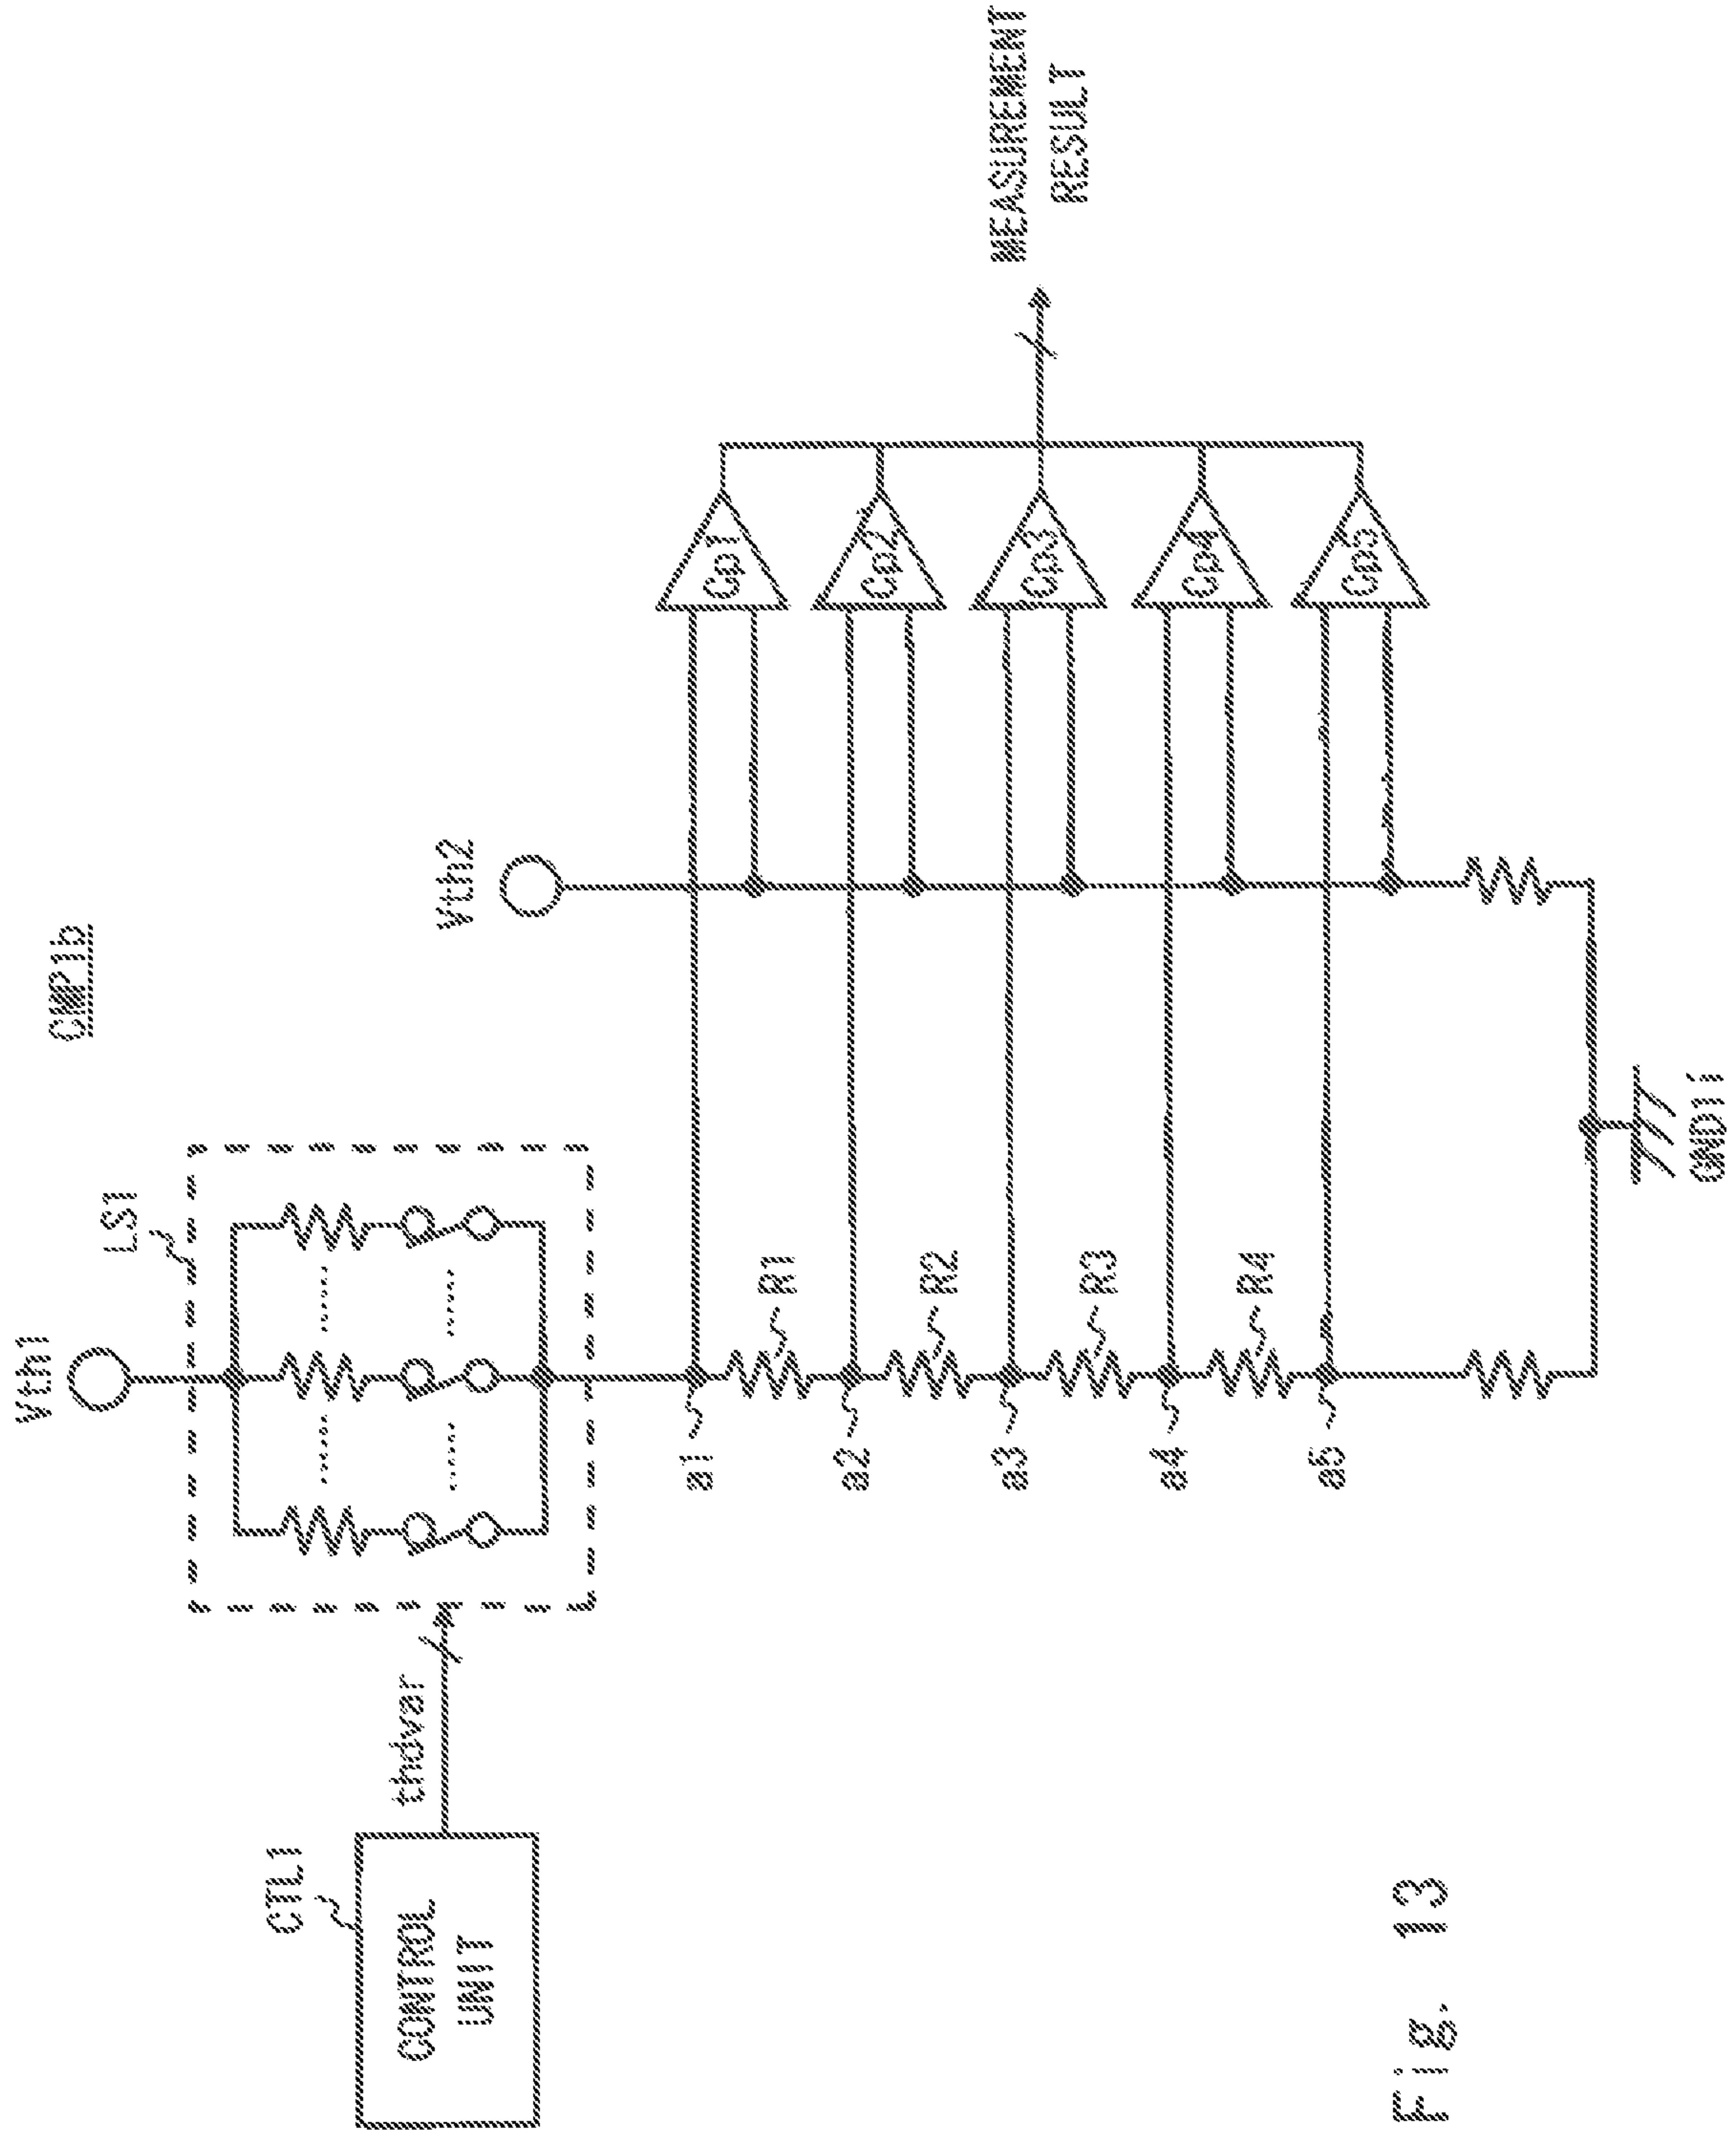 CMP1b
Vth1
LS1
Vth2
CTL1
CONTROL
UNIT
thdvar
a1
R1
Cp1
a2
R2
Cp2
MEASUREMENT
RESULT
a3
R3
Cp3
a4
R4
Cp4
a5
Cp5
GND1i
Fig. 13